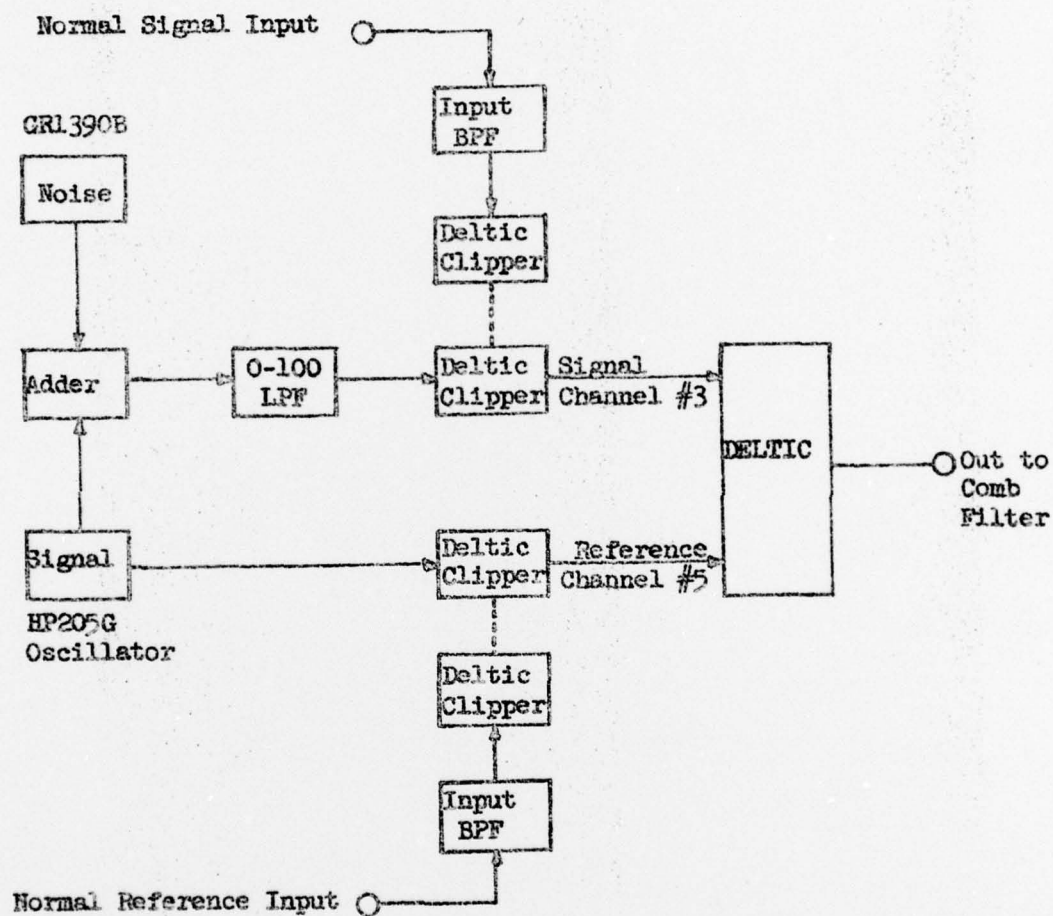 Normal Signal Input
Input
BPF
GR1390B
Noise
Deltic
Clipper
Adder
0-100
LPF
Deltic
Clipper
Signal
Channel #3
DELTIC
Out to
Comb
Filter
Signal
HP205G
Oscillator
Deltic
Clipper
Reference
Channel #5
Deltic
Clipper
Input
BPF
Normal Reference Input